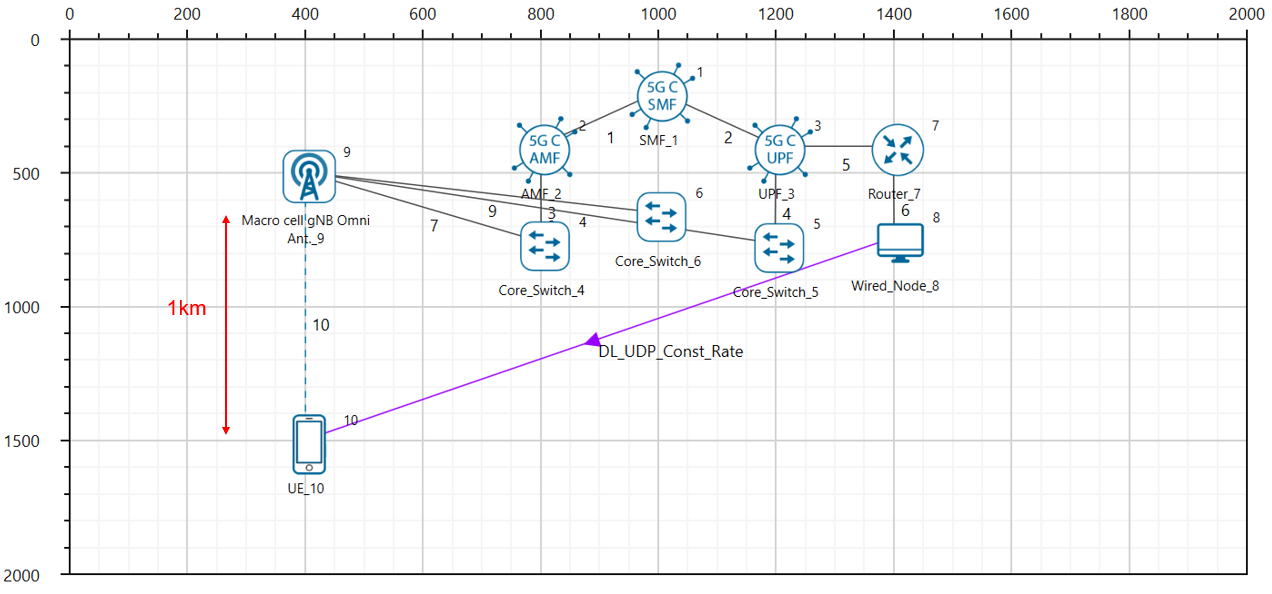 0 200 400 600 800 1000 1200 1400 1600 1800 2000
0
500
1000
1500
2000
5G C
SMF
1
SMF_1
1
2
5G C
AMF
2
AMF_2
5G C
UPF
3
UPF_3
5
7
Router_7
9
Macro cell gNB Omni
Ant._9
7
9
4
3
6
Core_Switch_6
4
5
6
8
Core_Switch_4
Core_Switch_5
Wired_Node_8
1km
10
DL_UDP_Const_Rate
10
UE_10